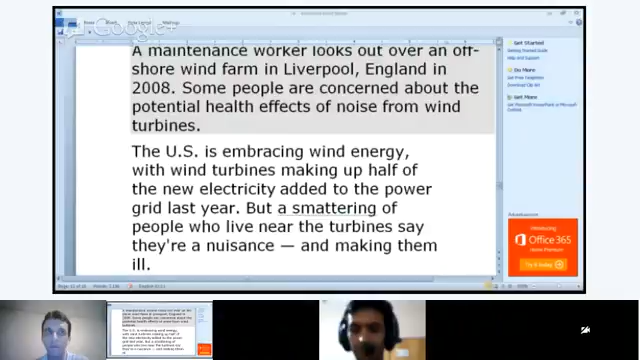 Google+
A maintenance worker looks out over an off-
shore wind farm in Liverpool, England in
2008. Some people are concerned about the
potential health effects of noise from wind
turbines.
The U.S. is embracing wind energy,
with wind turbines making up half of
the new electricity added to the power
grid last year. But a smattering of
people who live near the turbines say
they're a nuisance — and making them
ill.
Get Started
Do More
Get More
Introducing
Office 365